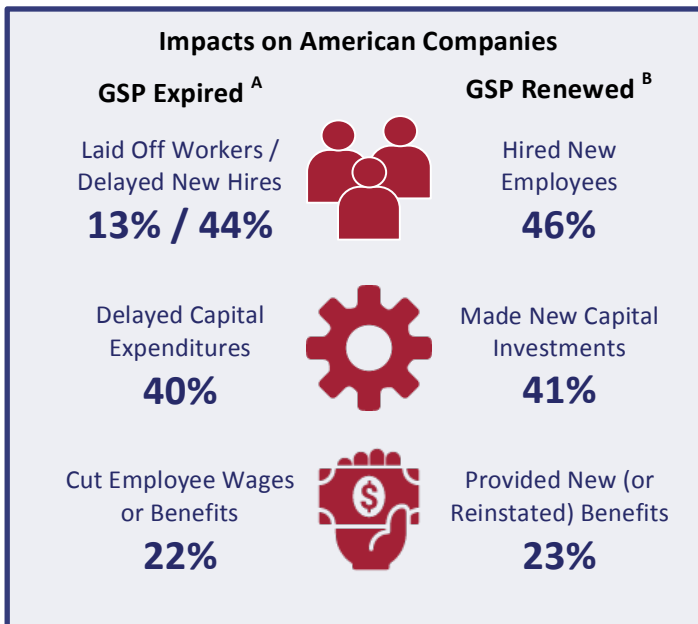 Impacts on American Companies
GSP Expired A
GSP Renewed B
Laid Off Workers /
Delayed New Hires
13% / 44%
Hired New
Employees
46%
Delayed Capital
Expenditures
40%
Made New Capital
Investments
41%
Cut Employee Wages
or Benefits
22%
$
Provided New (or
Reinstated) Benefits
23%